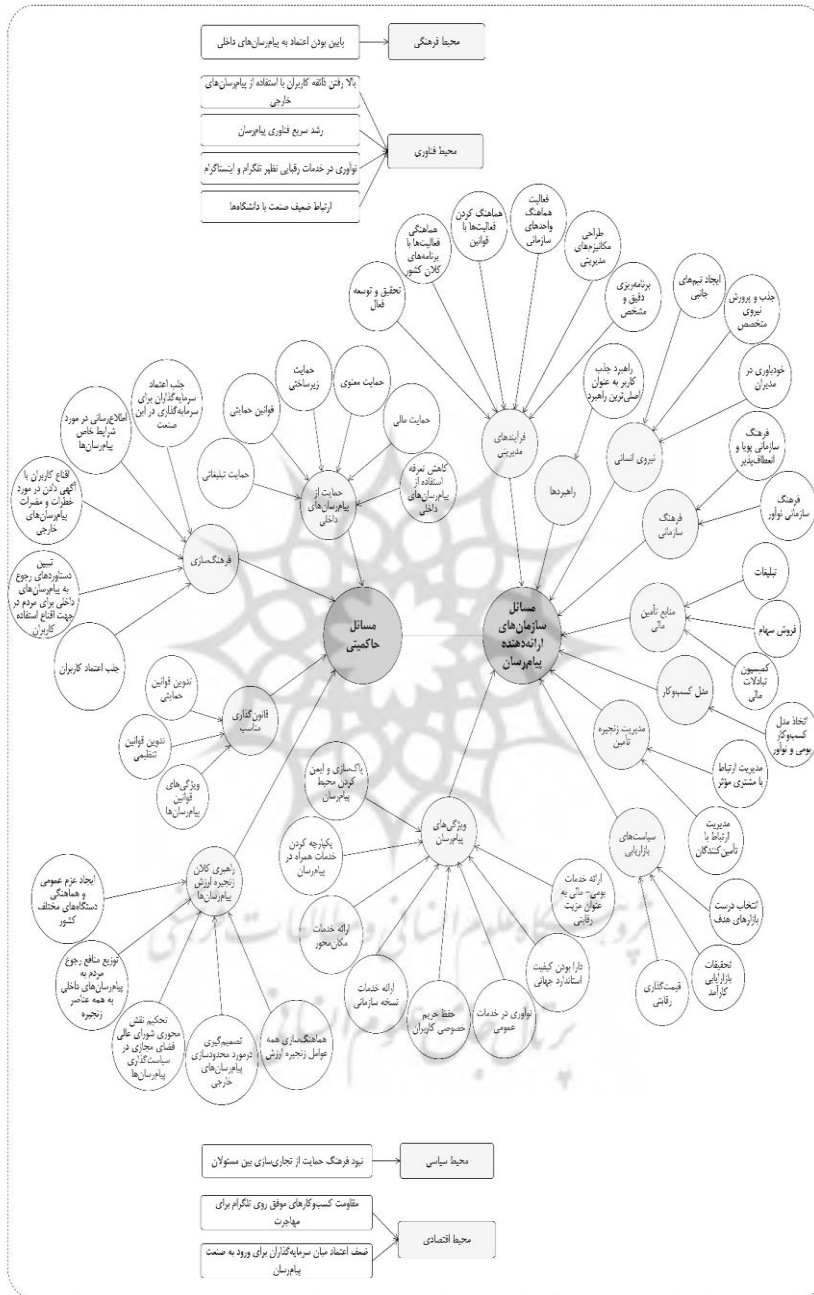 محیط فرهنگی
پایین بودن اعتماد به پیام‌رسان‌های داخلی
محیط فناوری
بالا رفتن ذائقه کاربران با استفاده از پیام‌رسان‌های
خارجی
رشد سریع فناوری پیام‌رسان
نوآوری در خدمات رقبایی نظیر تلگرام و اینستاگرام
ارتباط ضعیف صنعت با دانشگاه‌ها
مسائل
سازمان‌های
ارائه‌دهنده
پیام‌رسان
فرآیندهای
مدیریتی
تحقیق و توسعه
فعال
هماهنگی
فعالیت‌ها با
برنامه‌های
کلان کشور
هماهنگ کردن
فعالیت‌ها با
قوانین
فعالیت
هماهنگ
واحدهای
سازمانی
طراحی
مکانیزم‌های
مدیریتی
برنامه‌ریزی
دقیق و
مشخص
راهبردها
راهبرد جذب
کاربر به عنوان
اصلی‌ترین راهبرد
نیروی انسانی
ایجاد تیم‌های
جانبی
جذب و پرورش
نیروی
متخصص
خودباوری در
مدیران
فرهنگ
سازمانی
فرهنگ
سازمانی پویا و
انعطاف‌پذیر
فرهنگ
سازمانی نوآور
منابع تأمین
مالی
تبلیغات
فروش سهام
کمیسیون
تبادلات
مالی
مدل کسب‌وکار
اتخاذ مدل
کسب‌وکار
بومی و نوآور
مدیریت زنجیره
تأمین
مدیریت ارتباط
با مشتری مؤثر
مدیریت
ارتباط با
تأمین‌کنندگان
سیاست‌های
بازاریابی
انتخاب درست
بازارهای هدف
تحقیقات
بازاریابی
کارآمد
قیمت‌گذاری
رقابتی
ویژگی‌های
پیام‌رسان
پاک‌سازی و ایمن
کردن محیط
پیام‌رسان
یکپارچه کردن
خدمات همراه در
پیام‌رسان
ارائه خدمات
مکان‌محور
ارائه خدمات
نسخه سازمانی
حفظ حریم
خصوصی کاربران
نوآوری در خدمات
عمومی
دارا بودن کیفیت
استاندارد جهانی
ارائه خدمات
بومی- مالی به
عنوان مزیت
رقابتی
مسائل
حاکمیتی
حمایت از
پیام‌رسان‌های
داخلی
حمایت تبلیغاتی
قوانین حمایتی
حمایت
زیرساختی
حمایت معنوی
حمایت مالی
کاهش تعرفه
استفاده از
پیام‌رسان‌های
داخلی
فرهنگ‌سازی
جلب اعتماد
سرمایه‌گذاران برای
سرمایه‌گذاری در این
صنعت
اطلاع‌رسانی در مورد
شرایط خاص
پیام‌رسان‌ها
اقناع کاربران با
آگهی دادن در مورد
خطرات و مضرات
پیام‌رسان‌های
خارجی
تبیین
دستاوردهای رجوع
به پیام‌رسان‌های
داخلی برای مردم در
جهت اقناع استفاده
کاربران
جلب اعتماد کاربران
قانون‌گذاری
مناسب
تدوین قوانین
حمایتی
تدوین قوانین
تنظیمی
ویژگی‌های
قوانین
پیام‌رسان‌ها
راهبری کلان
زنجیره ارزش
پیام‌رسان‌ها
ایجاد عزم عمومی
و هماهنگی
دستگاه‌های مختلف
کشور
توزیع منافع رجوع
مردم به
پیام‌رسان‌های داخلی
به همه عناصر
زنجیره
تحکیم نقش
محوری شورای عالی
فضای مجازی در
سیاست‌گذاری
پیام‌رسان‌ها
تصمیم‌گیری
درمورد محدودسازی
پیام‌رسان‌های
خارجی
هماهنگ‌سازی همه
عوامل زنجیره ارزش
پژوهشگاه علوم انسانی و مطالعات فرهنگی
پرتال جامع علوم انسانی
محیط سیاسی
نبود فرهنگ حمایت از تجاری‌سازی بین مسئولان
محیط اقتصادی
مقاومت کسب‌وکارهای موفق روی تلگرام برای
مهاجرت
ضعف اعتماد میان سرمایه‌گذاران برای ورود به صنعت
پیام‌رسان